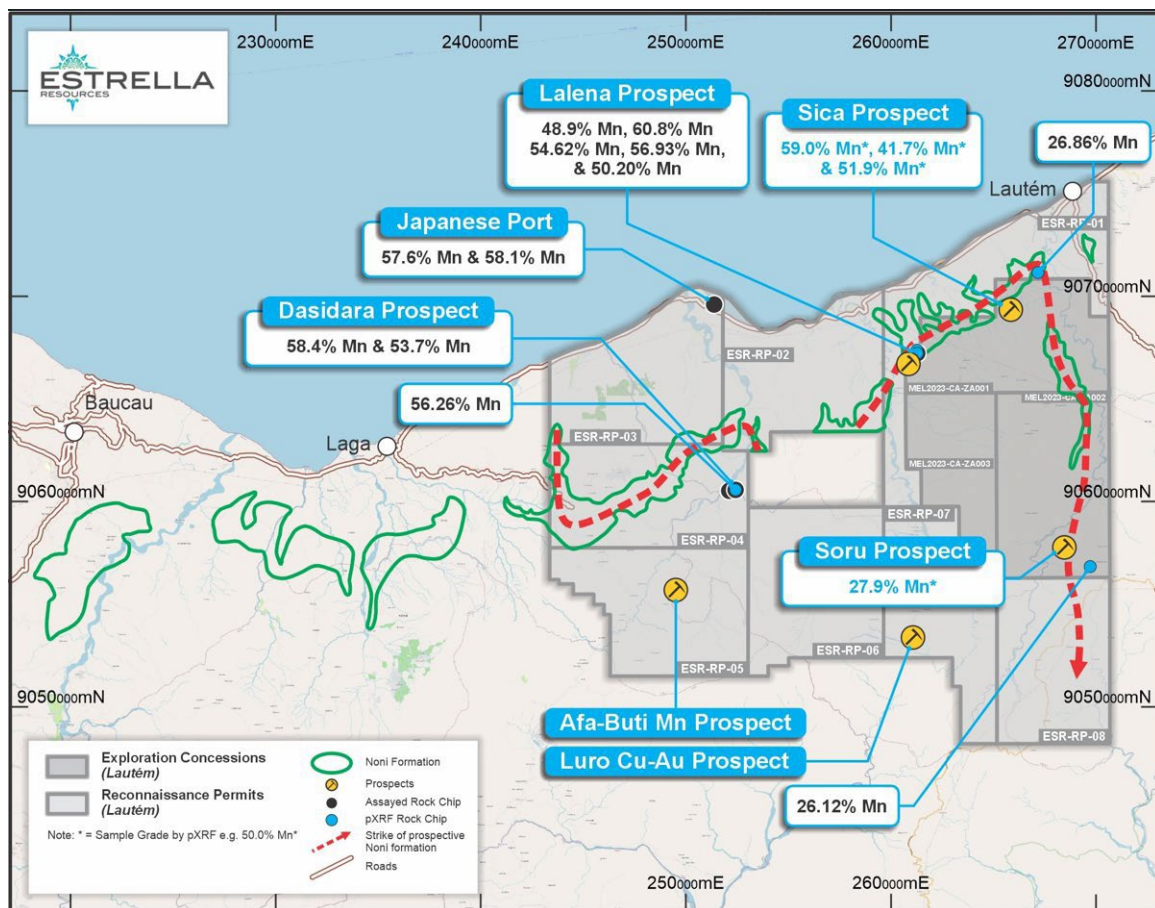 230000mE
240000mE
250000mE
260000mE
270000mE
ESTRELLA
RESOURCES
9080000mN
Lalena Prospect
48.9% Mn, 60.8% Mn
54.62% Mn, 56.93% Mn,
& 50.20% Mn
Sica Prospect
59.0% Mn*, 41.7% Mn*
& 51.9% Mn*
26.86% Mn
Lautém
ESR-RP-01
Japanese Port
57.6% Mn & 58.1% Mn
9070000mN
Dasidara Prospect
58.4% Mn & 53.7% Mn
ESR-RP-02
56.26% Mn
MEL2023-CA-ZA001
MEL2023-CA-ZA002
Baucau
Laga
ESR-RP-03
MEL2023-CA-ZA003
9060000mN
9060000mN
ESR-RP-07
ESR-RP-04
Soru Prospect
27.9% Mn*
ESR-RP-06
ESR-RP-05
9050000mN
9050000mN
Afa-Buti Mn Prospect
Luro Cu-Au Prospect
ESR-RP-08
26.12% Mn
Exploration Concessions
(Lautém)
Reconnaissance Permits
(Lautém)
Note: * = Sample Grade by pXRF e.g. 50.0% Mn*
Noni Formation
Prospects
Assayed Rock Chip
pXRF Rock Chip
Strike of prospective
Noni formation
Roads
250000mE
260000mE